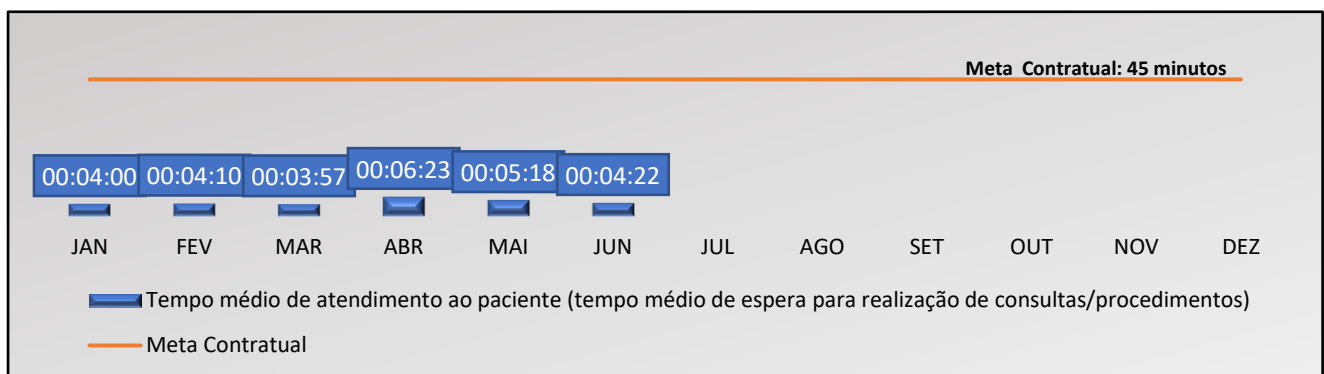 Meta Contratual: 45 minutos
00:04:00 00:04:10 00:03:57 00:06:23 00:05:18 00:04:22
JAN FEV MAR ABR MAI JUN JUL AGO SET OUT NOV DEZ
Tempo médio de atendimento ao paciente (tempo médio de espera para realização de consultas/procedimentos)
Meta Contratual